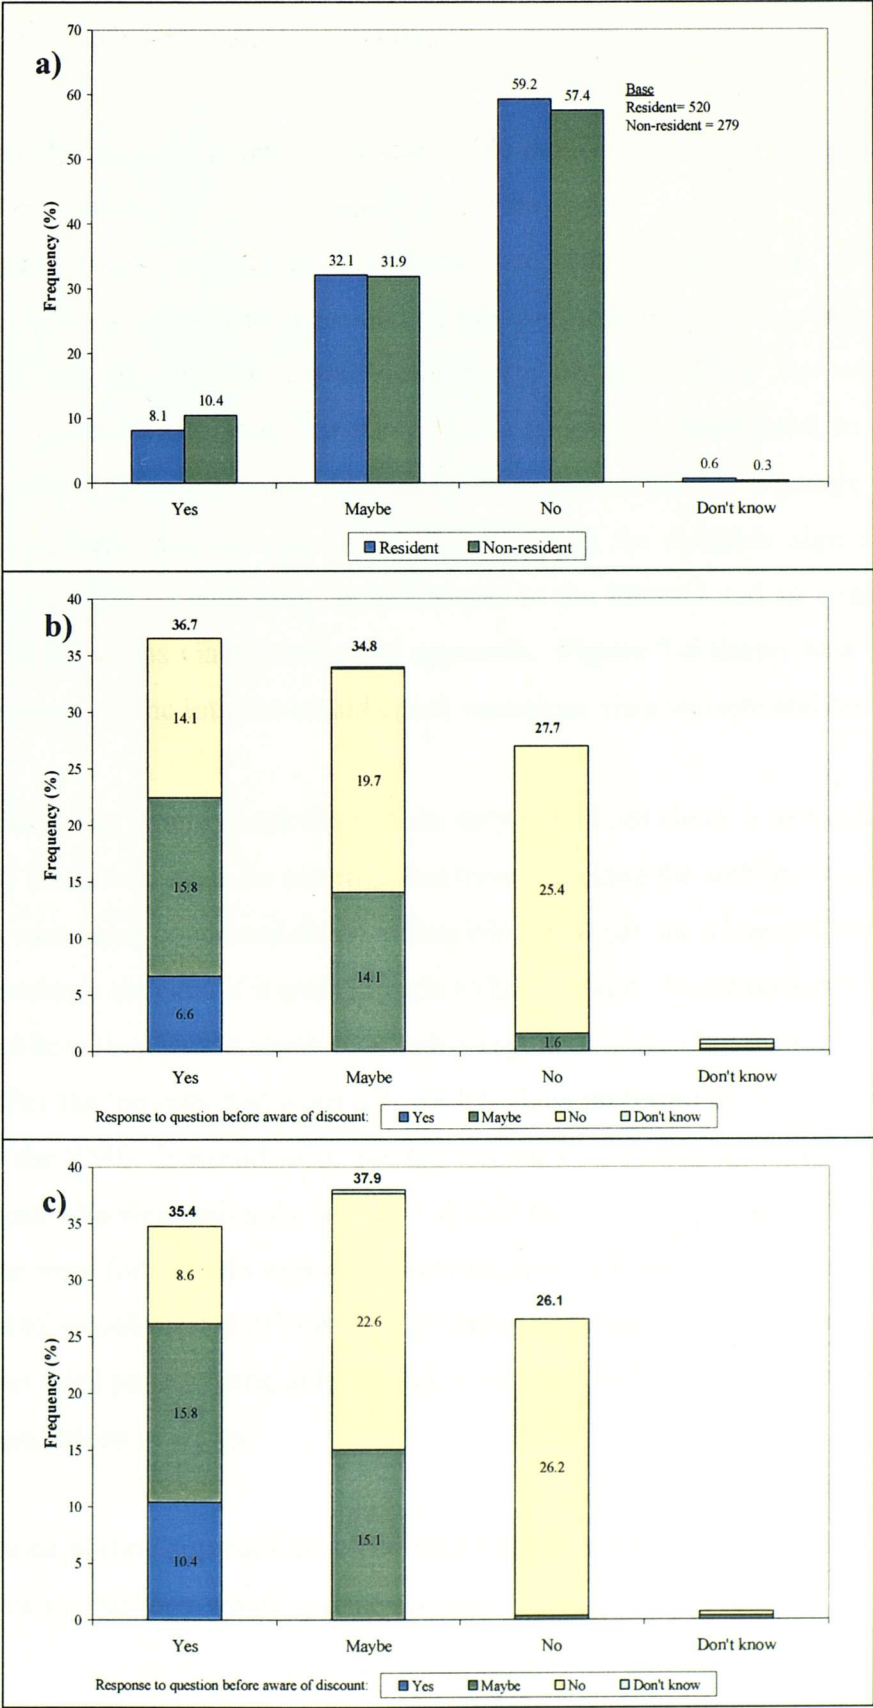 a)
70
60
50
40
30
20
10
0
Frequency (%)
59.2
57.4
Base
Resident= 520
Non-resident = 279
32.1
31.9
8.1
10.4
0.6
0.3
Yes
Maybe
No
Don't know
Resident
Non-resident
b)
40
35
30
25
20
15
10
5
0
Frequency (%)
36.7
34.8
27.7
14.1
19.7
25.4
15.8
14.1
6.6
1.6
Yes
Maybe
No
Don't know
Response to question before aware of discount: Yes Maybe No Don't know
c)
40
35
30
25
20
15
10
5
0
Frequency (%)
35.4
37.9
26.1
8.6
22.6
26.2
15.8
15.1
10.4
Yes
Maybe
No
Don't know
Response to question before aware of discount: Yes Maybe No Don't know